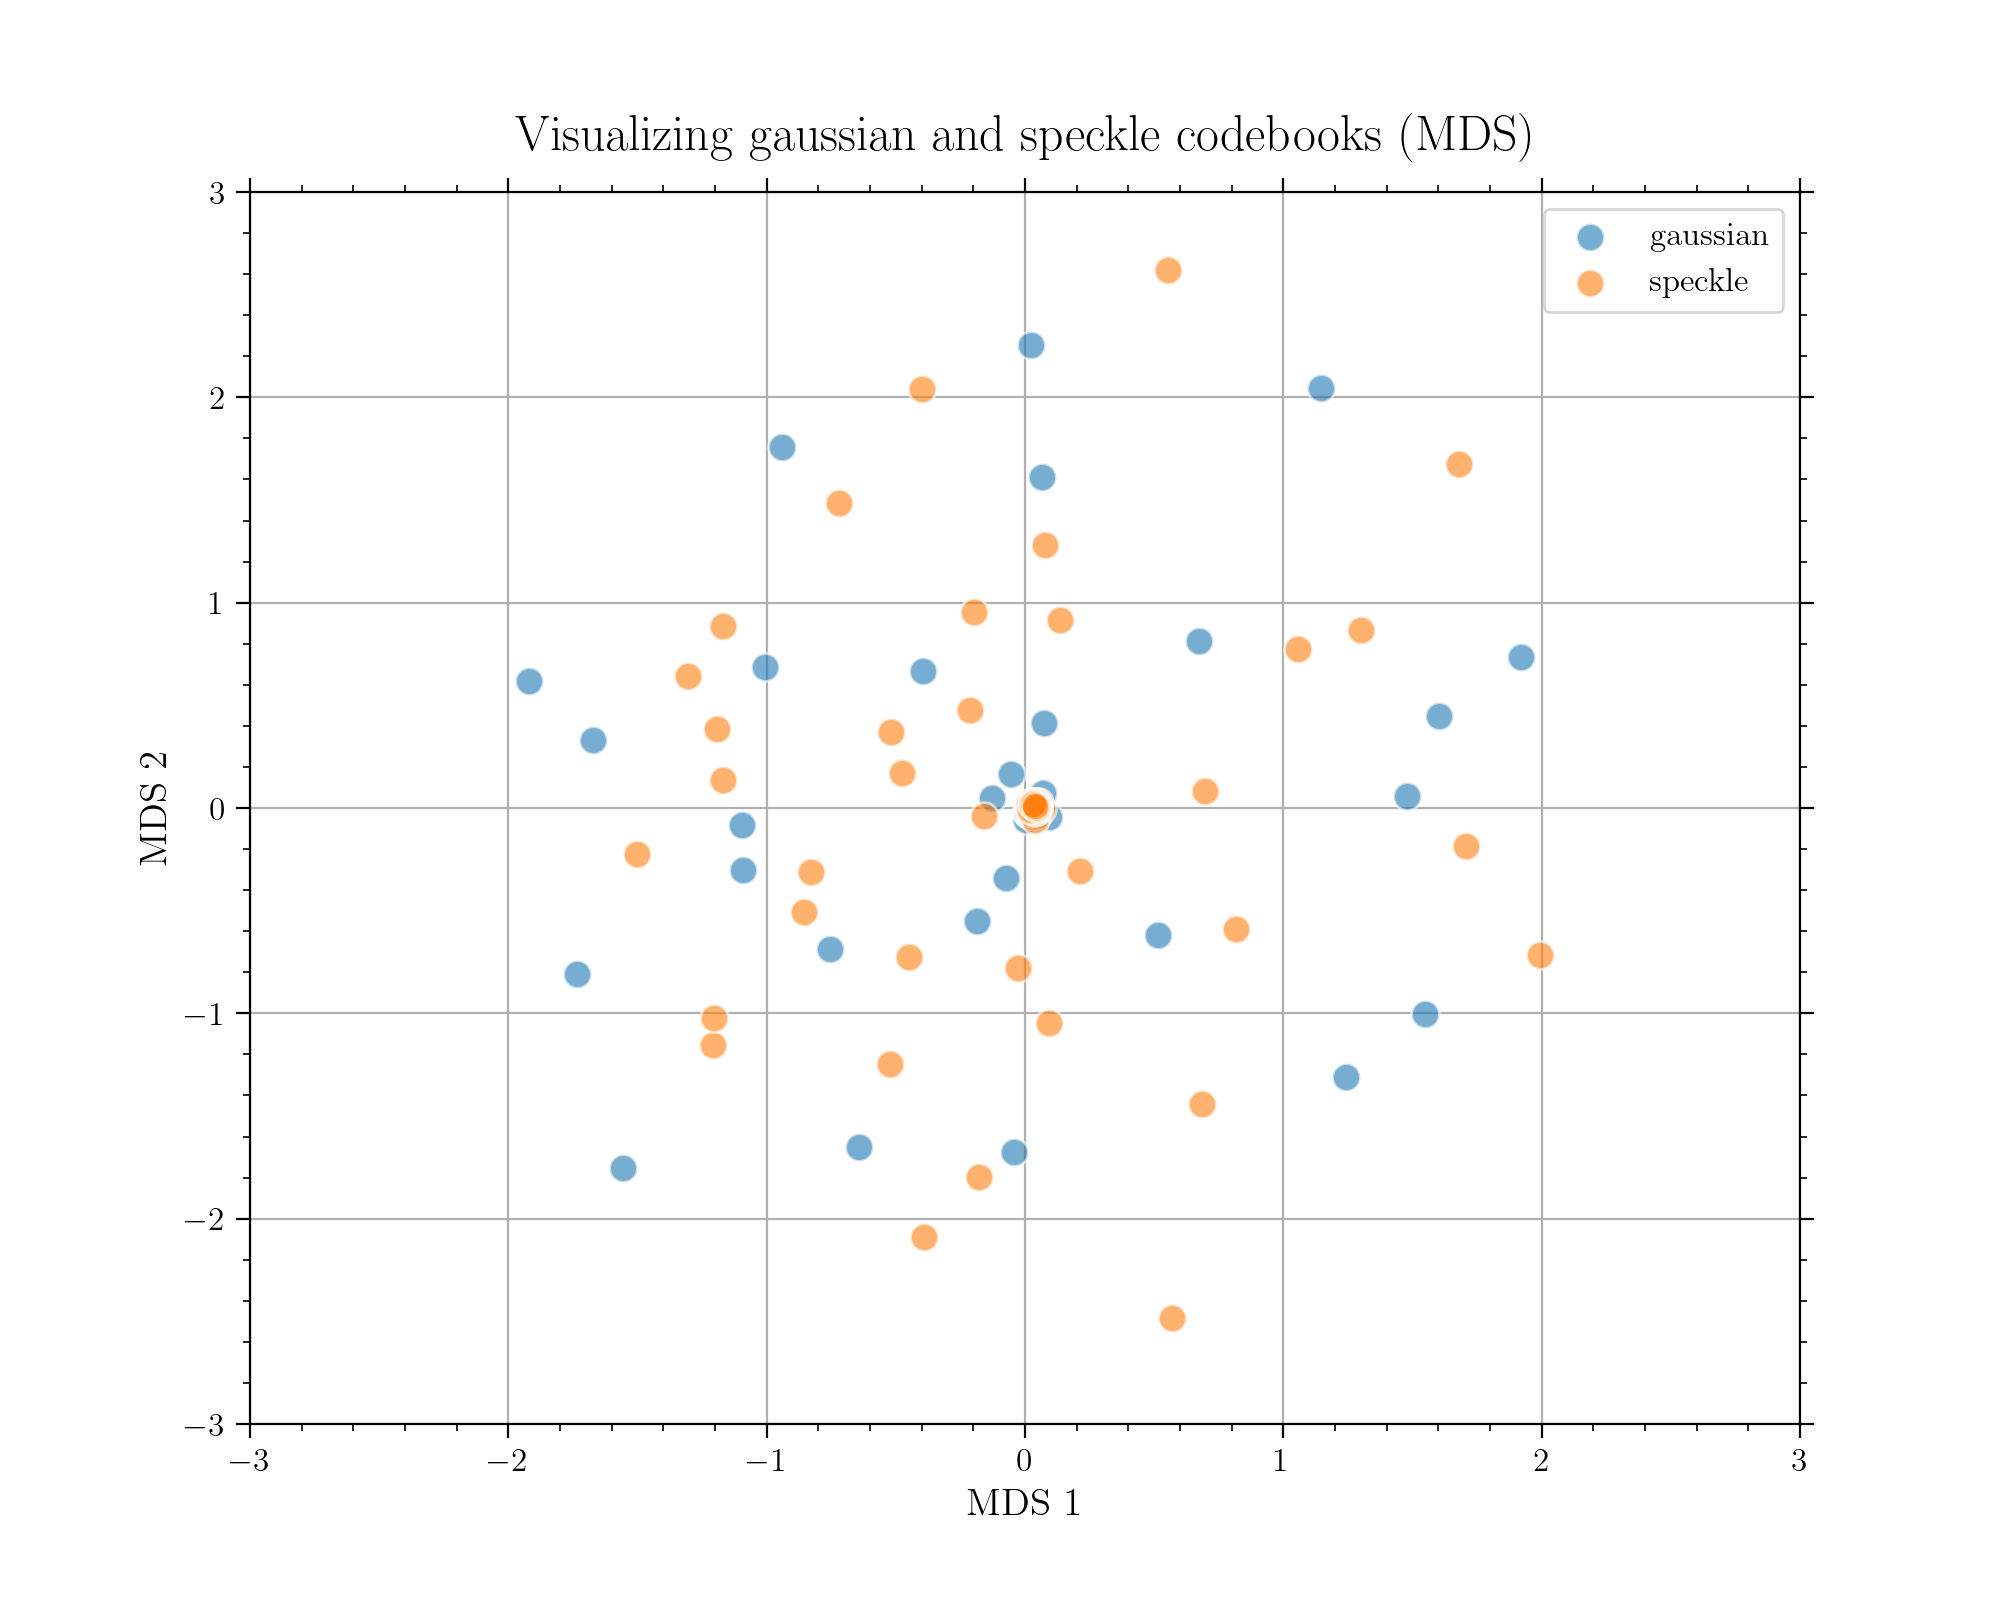 Visualizing gaussian and speckle codebooks (MDS)
gaussian
speckle
3
2
1
0
−1
−2
−3
MDS 2
−3
−2
−1
0
1
2
3
MDS 1